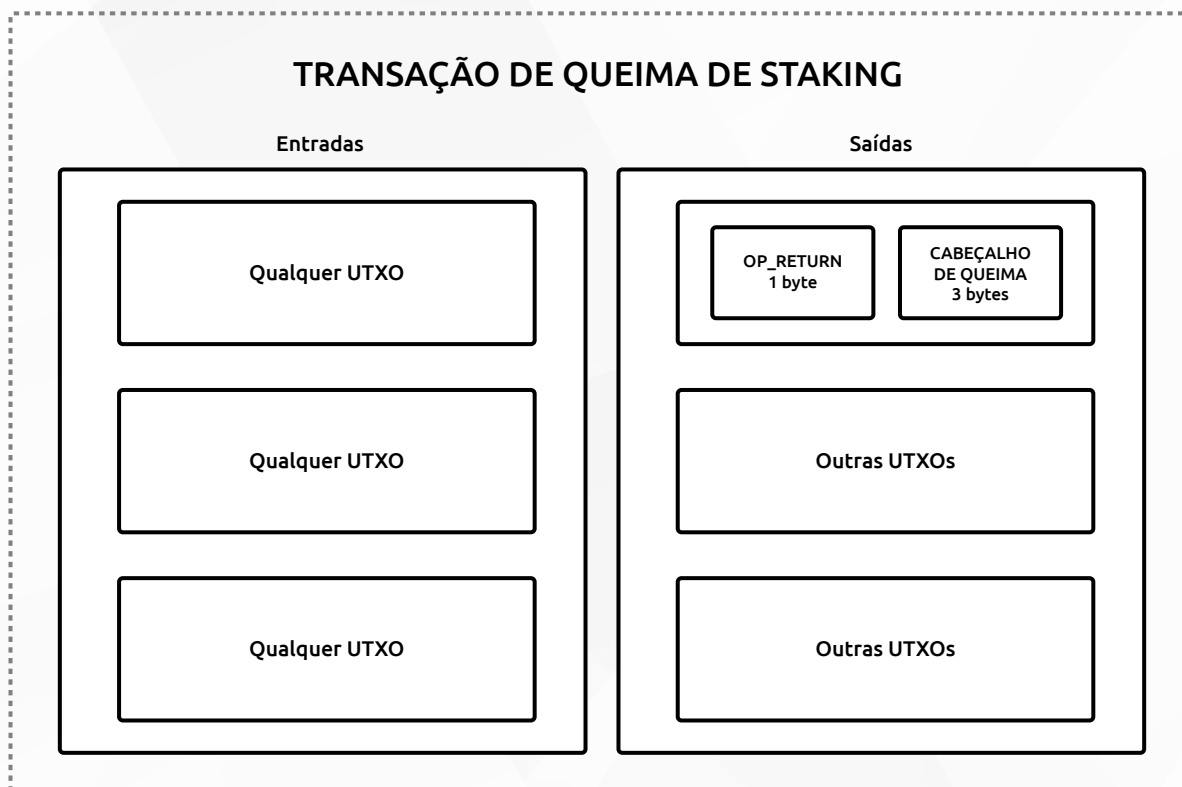 TRANSAÇÃO DE QUEIMA DE STAKING
Entradas
Qualquer UTXO
Qualquer UTXO
Qualquer UTXO
Saídas
OP_RETURN
1 byte
CABEÇALHO
DE QUEIMA
3 bytes
Outras UTXOs
Outras UTXOs